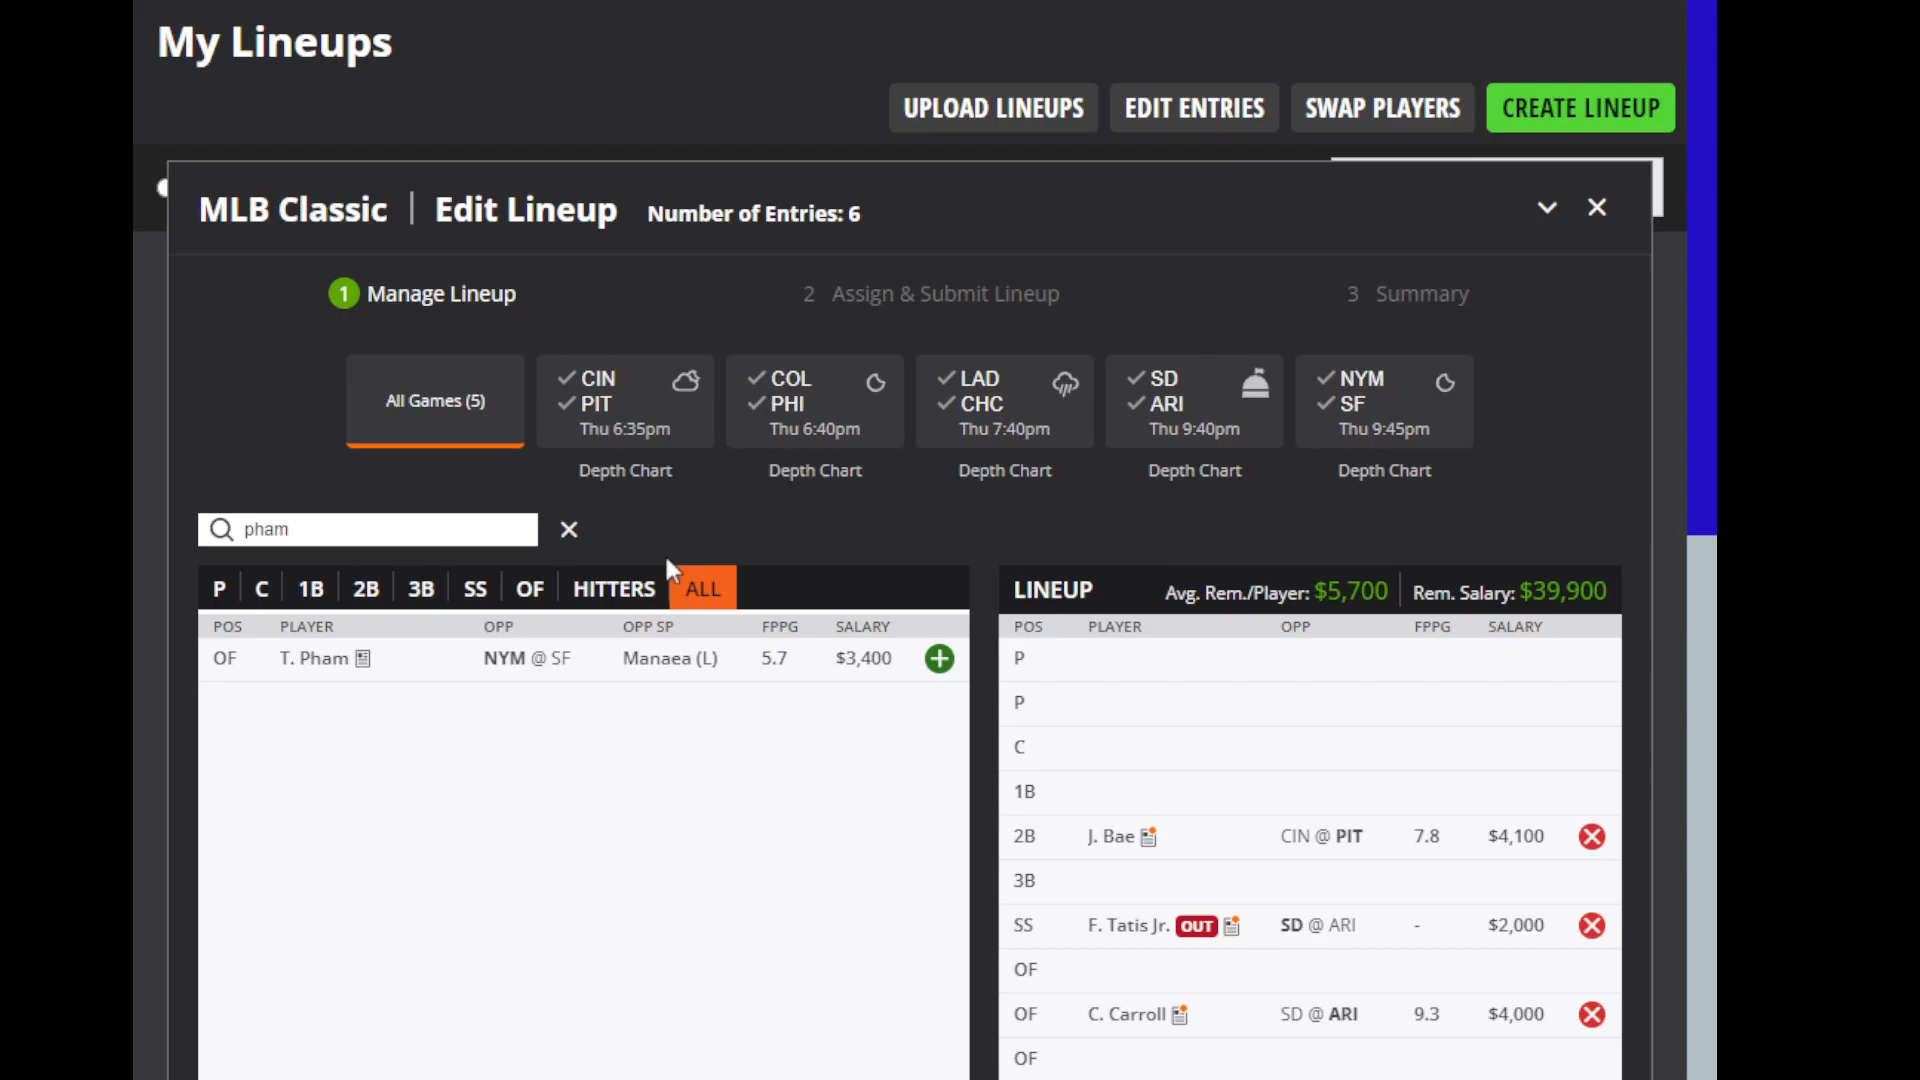 My Lineups
UPLOAD LINEUPS EDIT ENTRIES SWAP PLAYERS CREATE LINEUP
MLB Classic | Edit Lineup Number of Entries: 6
1 Manage Lineup 2 Assign & Submit Lineup 3 Summary
All Games (5)
CIN
PIT
Thu 6:35pm
Depth Chart
COL
PHI
Thu 6:40pm
Depth Chart
LAD
CHC
Thu 7:40pm
Depth Chart
SD
ARI
Thu 9:40pm
Depth Chart
NYM
SF
Thu 9:45pm
Depth Chart
pham
P C 1B 2B 3B SS OF HITTERS ALL
POS PLAYER OPP OPP SP FPPG SALARY
OF T. Pham NYM @ SF Manaea (L) 5.7 $3,400
LINEUP Avg. Rem./Player: $5,700 Rem. Salary: $39,900
POS PLAYER OPP FPPG SALARY
P
P
C
1B
2B J. Bae CIN @ PIT 7.8 $4,100
3B
SS F. Tatis Jr. OUT SD @ ARI - $2,000
OF
OF C. Carroll SD @ ARI 9.3 $4,000
OF